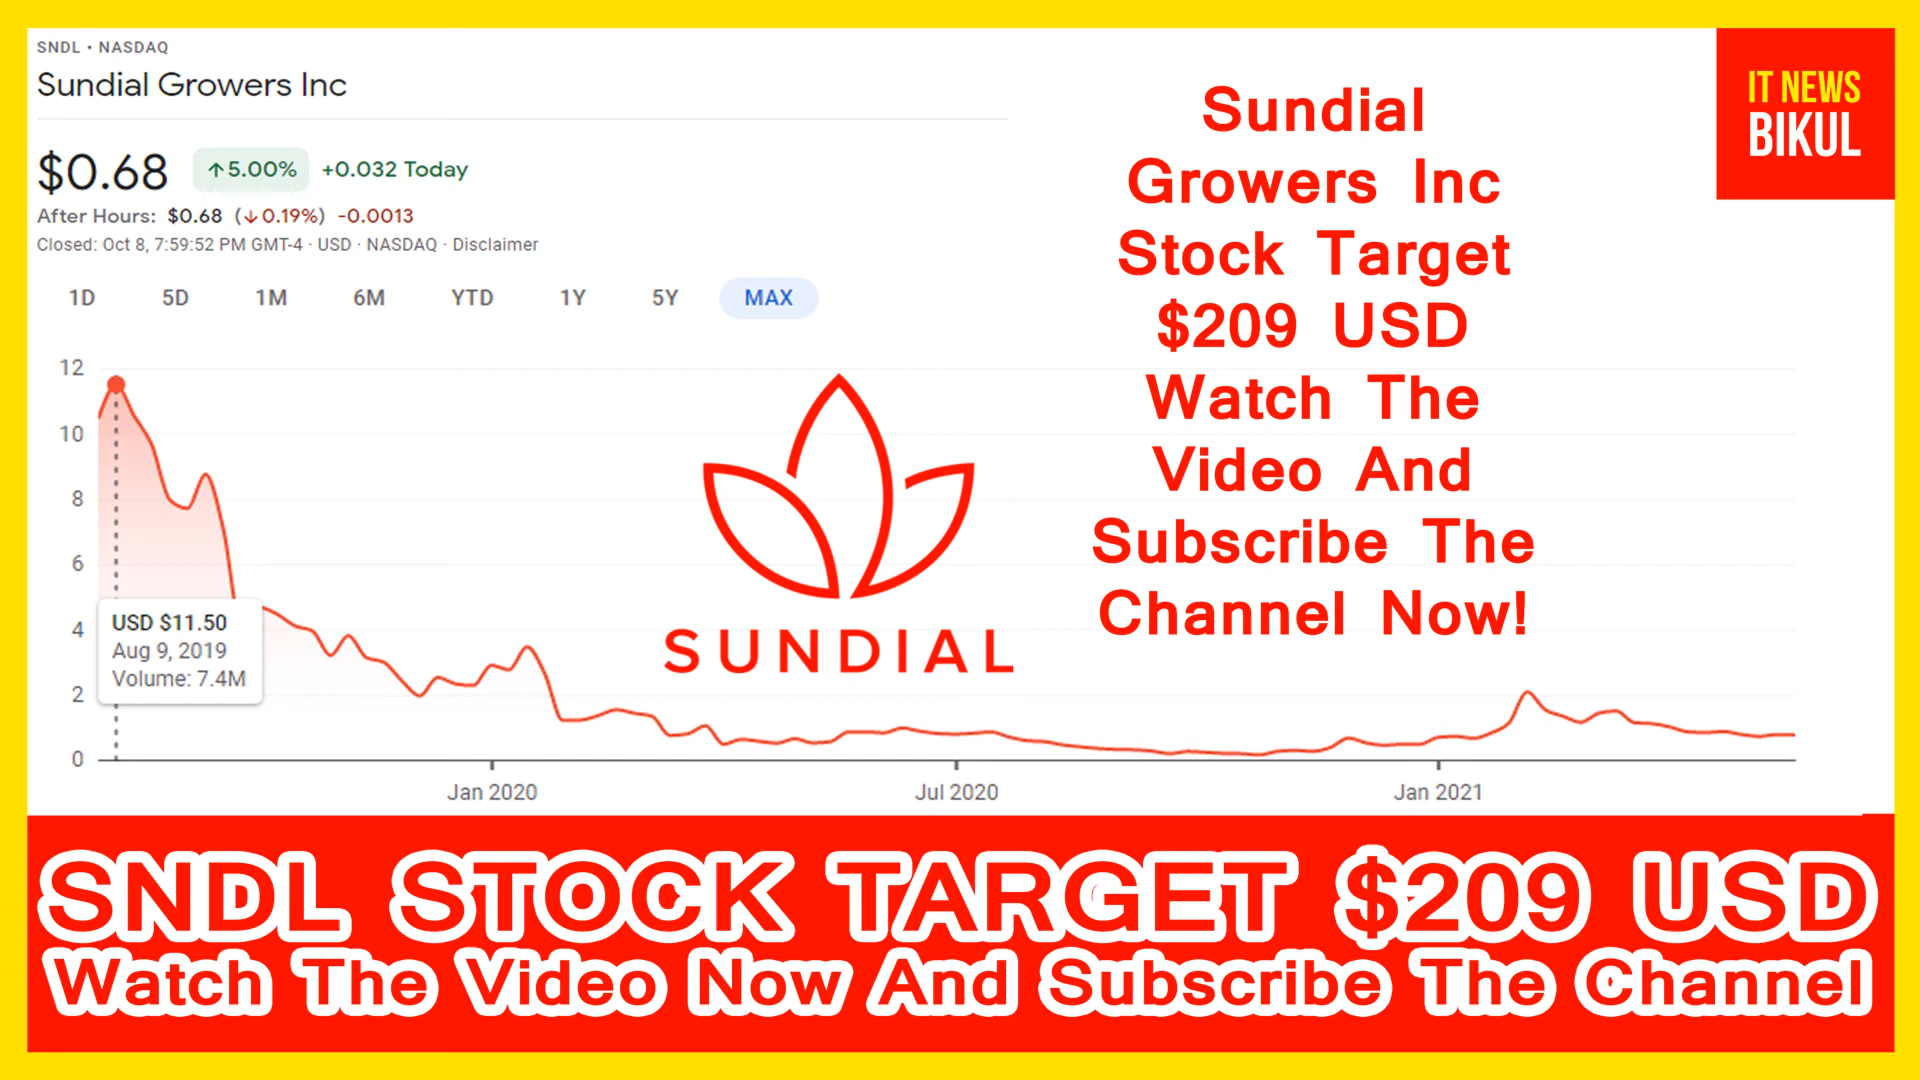 SNDL • NASDAQ
Sundial Growers Inc
$0.68 ↑5.00% +0.032 Today
After Hours: $0.68 (↓0.19%) -0.0013
Closed: Oct 8, 7:59:52 PM GMT-4 · USD · NASDAQ · Disclaimer
1D 5D 1M 6M YTD 1Y 5Y MAX
12
10
8
6
4
2
0
USD $11.50
Aug 9, 2019
Volume: 7.4M
Jan 2020 Jul 2020 Jan 2021
SUNDIAL
Sundial
Growers Inc
Stock Target
$209 USD
Watch The
Video And
Subscribe The
Channel Now!
IT NEWS
BIKUL
SNDL STOCK TARGET $209 USD
Watch The Video Now And Subscribe The Channel